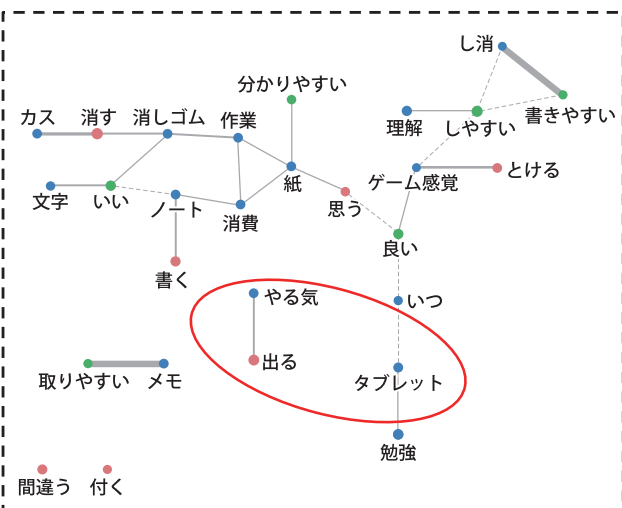 し消
分かりやすい
カス
消す
消しゴム
作業
理解
しやすい
書きやすい
紙
ゲーム感覚
とける
文字
いい
ノート
消費
思う
良い
書く
やる気
いつ
出る
取りやすい
メモ
タブレット
勉強
間違う
付く